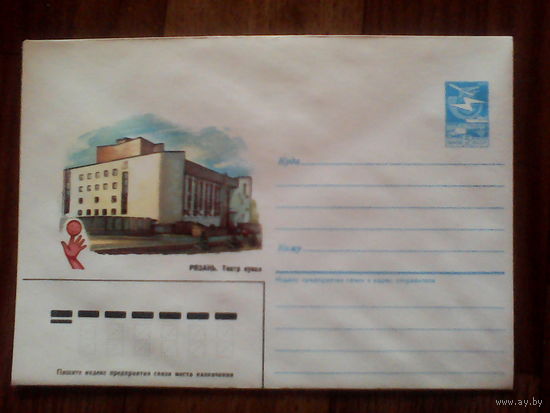 Куда
РЯЗАНЬ. Театр кукол
Кому
Индекс предприятия связи и адрес отправителя
Пишите индекс предприятия связи места назначения
www.ay.by